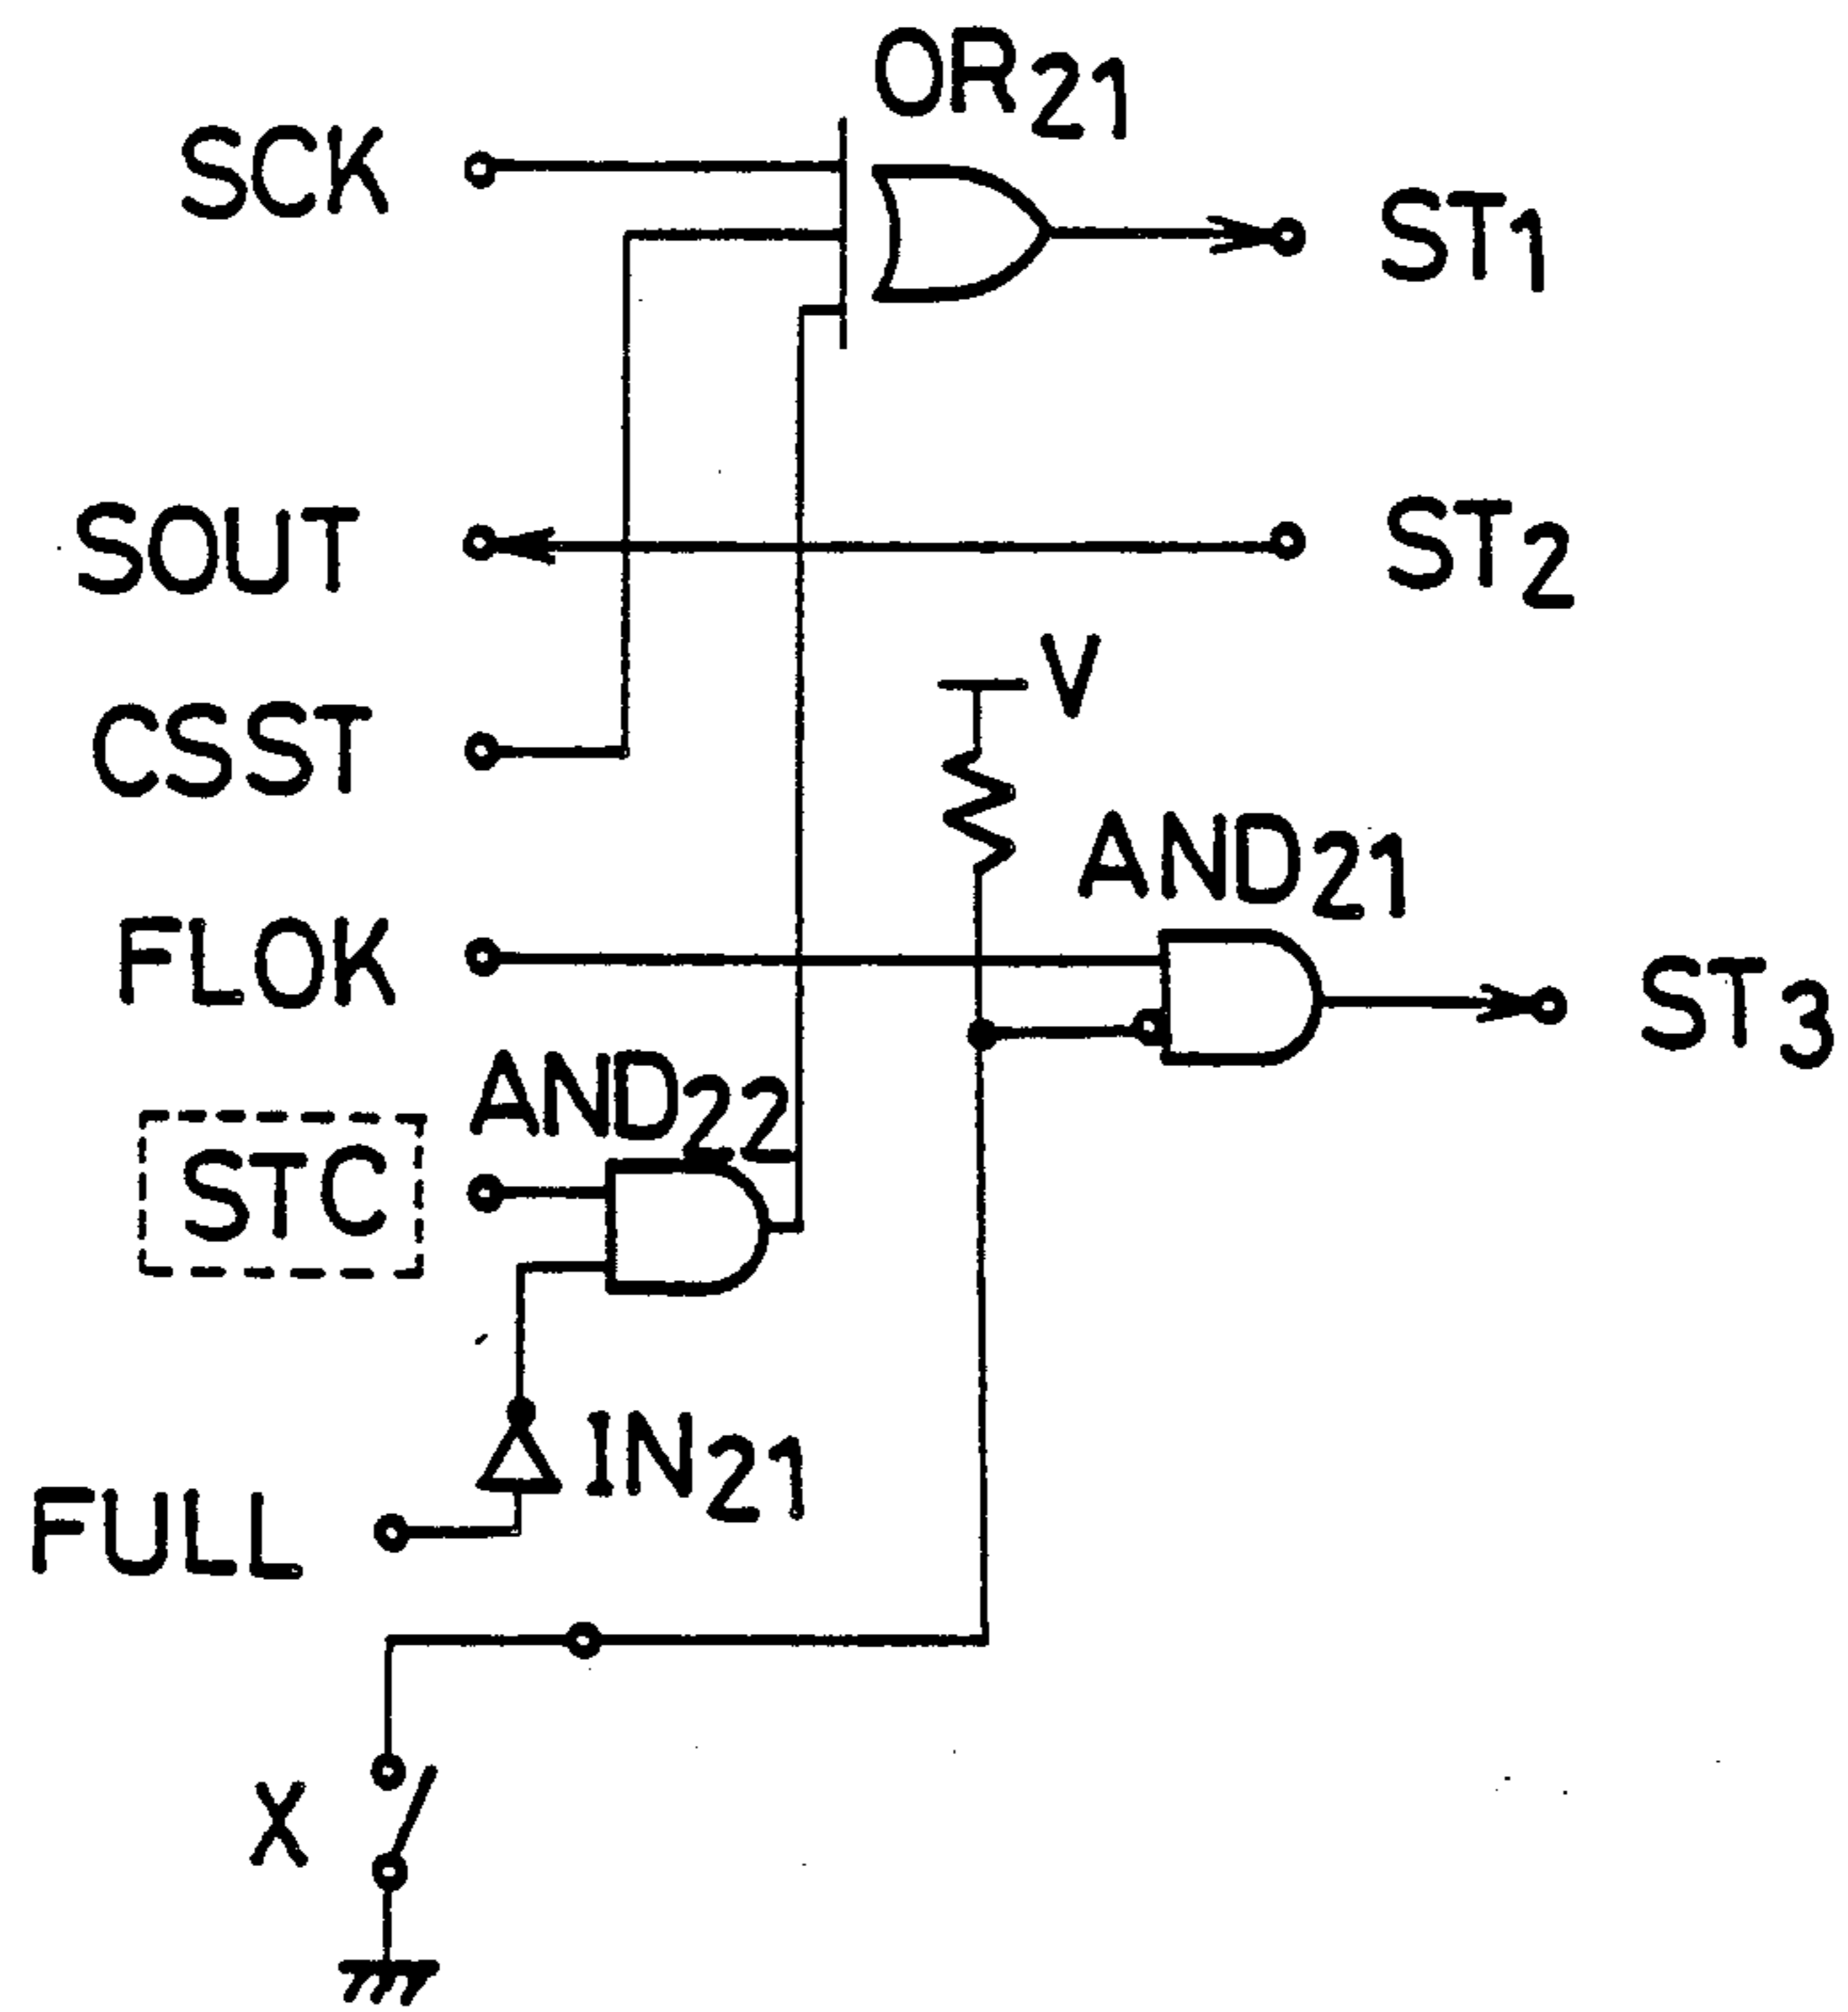 OR21
SCK
ST1
SOUT
ST2
V
CSST
AND21
FLOK
ST3
AND22
STC
IN21
FULL
X